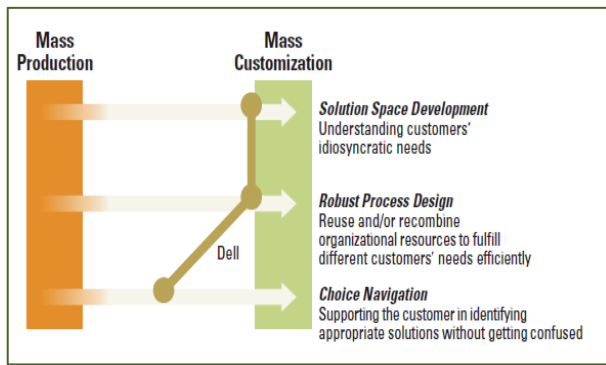 Mass
Production
Mass
Customization
Solution Space Development
Understanding customers'
idiosyncratic needs
Robust Process Design
Reuse and/or recombine
organizational resources to fulfill
different customers' needs efficiently
Dell
Choice Navigation
Supporting the customer in identifying
appropriate solutions without getting confused